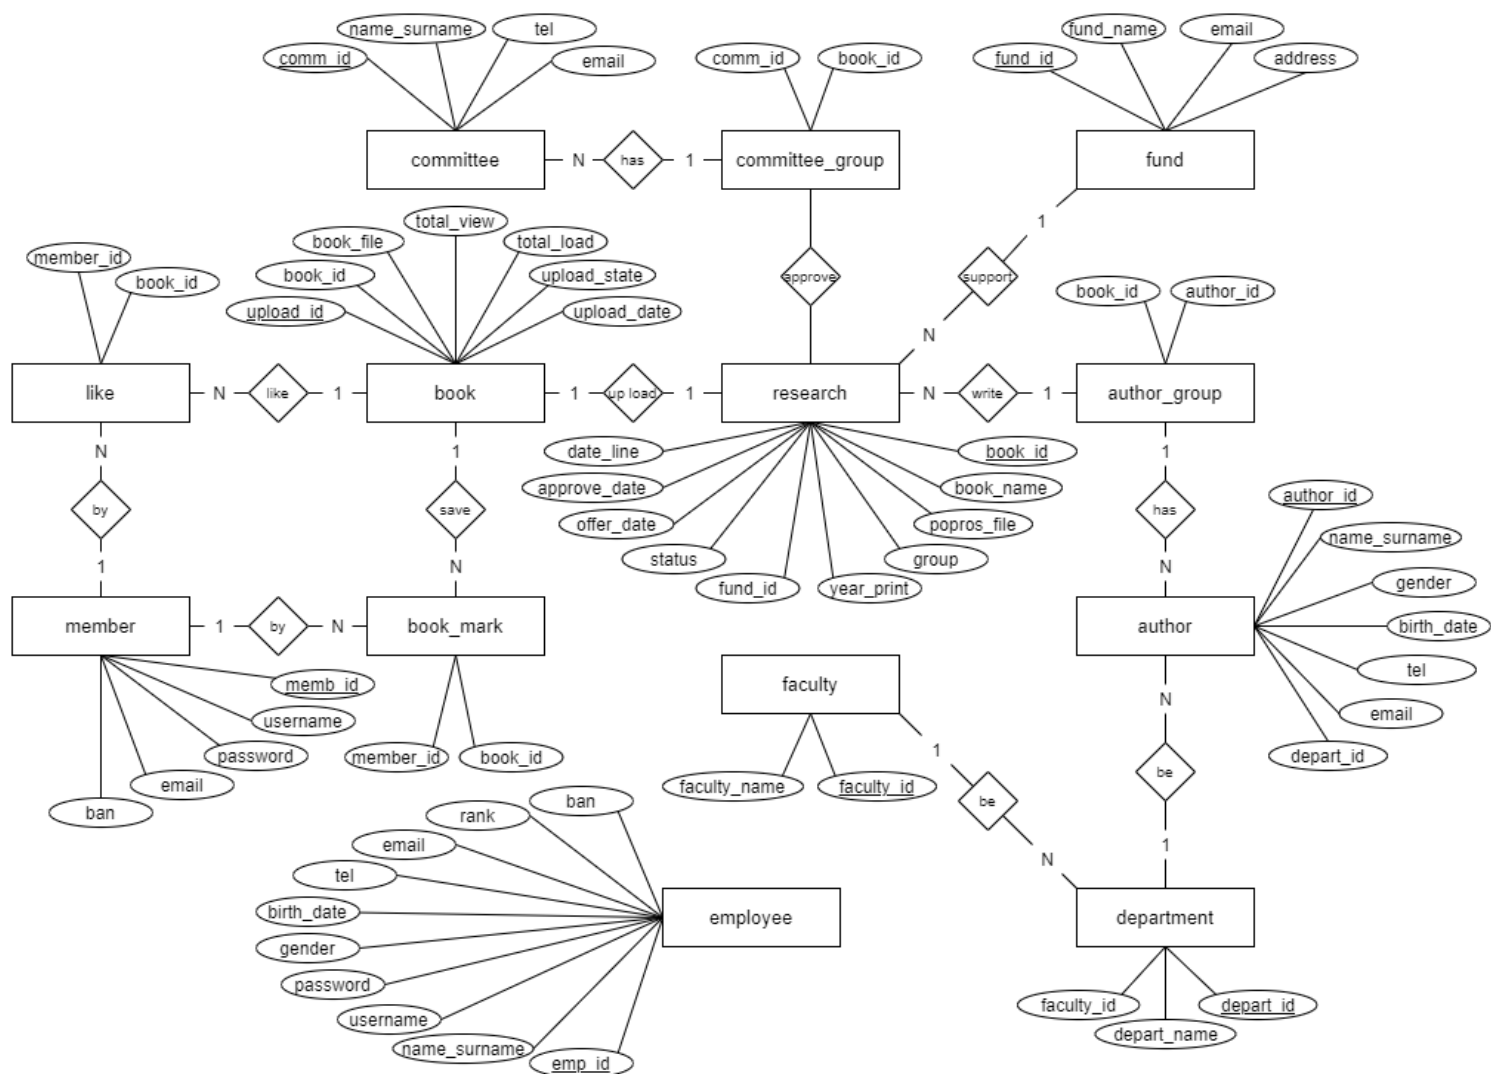 name_surname
tel
comm_id
email
fund_name
email
comm_id
book_id
fund_id
address
committee
N
has
1
committee_group
fund
total_view
1
book_file
total_load
member_id
book_id
upload_state
approve
support
book_id
book_id
author_id
upload_id
upload_date
N
like
N
like
1
book
1
up load
1
research
N
write
1
author_group
N
1
date_line
book_id
1
approve_date
book_name
author_id
by
save
offer_date
popros_file
has
name_surname
status
group
1
N
fund_id
year_print
N
gender
member
1
by
N
book_mark
author
birth_date
memb_id
faculty
tel
username
N
email
password
member_id
book_id
1
depart_id
email
faculty_name
faculty_id
be
ban
ban
be
rank
email
1
N
tel
birth_date
employee
department
gender
password
faculty_id
depart_id
username
depart_name
name_surname
emp_id